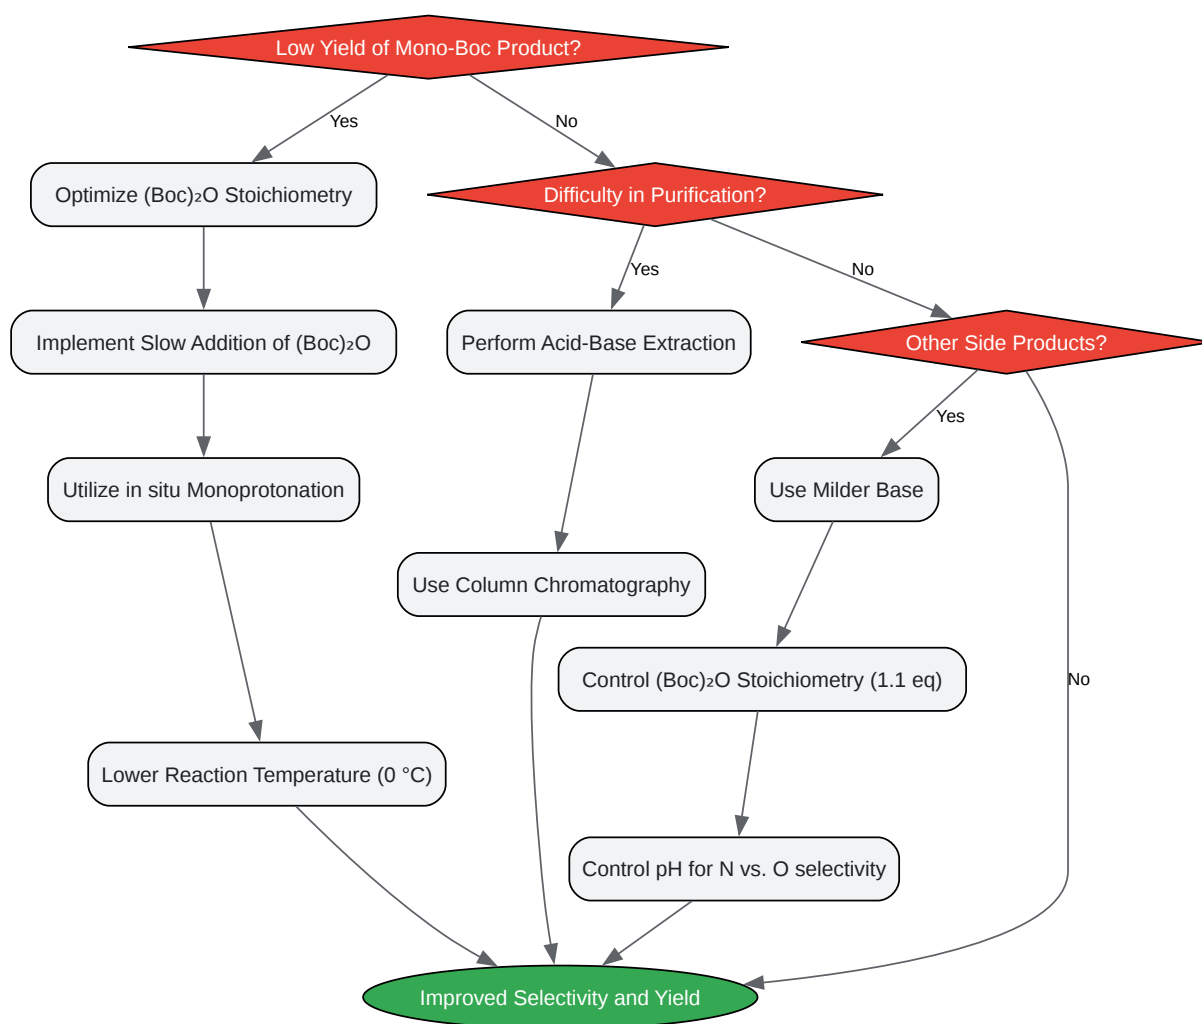 Low Yield of Mono-Boc Product?
Yes
No
Optimize (Boc)₂O Stoichiometry
Difficulty in Purification?
Yes
No
Implement Slow Addition of (Boc)₂O
Perform Acid-Base Extraction
Other Side Products?
Yes
Utilize in situ Monoprotonation
Use Milder Base
Use Column Chromatography
Control (Boc)₂O Stoichiometry (1.1 eq)
No
Lower Reaction Temperature (0 °C)
Control pH for N vs. O selectivity
Improved Selectivity and Yield